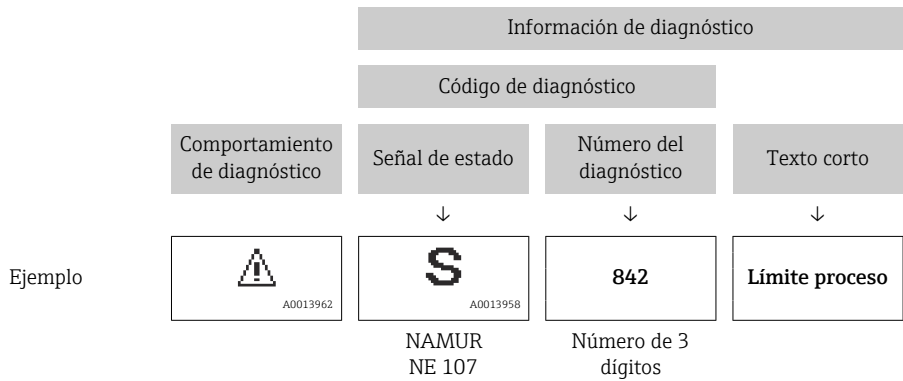 Información de diagnóstico
Código de diagnóstico
Comportamiento
de diagnóstico
Señal de estado
Número del
diagnóstico
Texto corto
↓
↓
↓
Ejemplo
A0013962
S
A0013958
842
Límite proceso
NAMUR
NE 107
Número de 3
dígitos